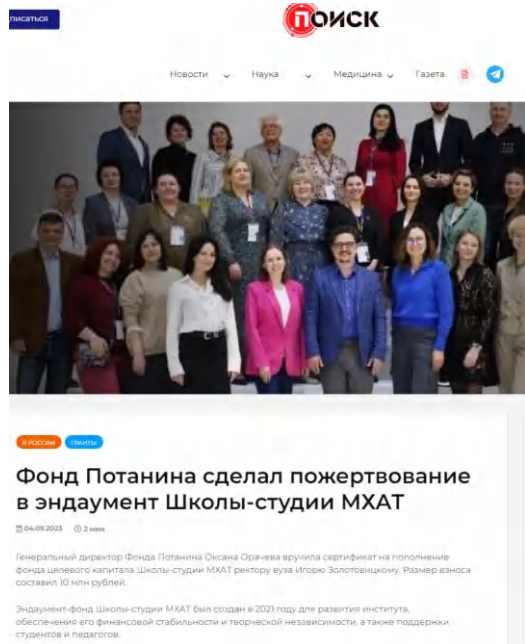 писаться
ПОИСК
Новости Наука Медицина Газета
В РОССИИ ГРАНТЫ
Фонд Потанина сделал пожертвование
в эндаумент Школы-студии МХАТ
04.09.2023 2 мин
Генеральный директор Фонда Потанина Оксана Орачева вручила сертификат на пополнение
фонда целевого капитала Школы-студии МХАТ ректору вуза Игорю Золотовицкому. Размер взноса
составил 10 млн рублей.
Эндаумент-фонд Школы-студии МХАТ был создан в 2021 году для развития института,
обеспечения его финансовой стабильности и творческой независимости, а также поддержки
студентов и педагогов.